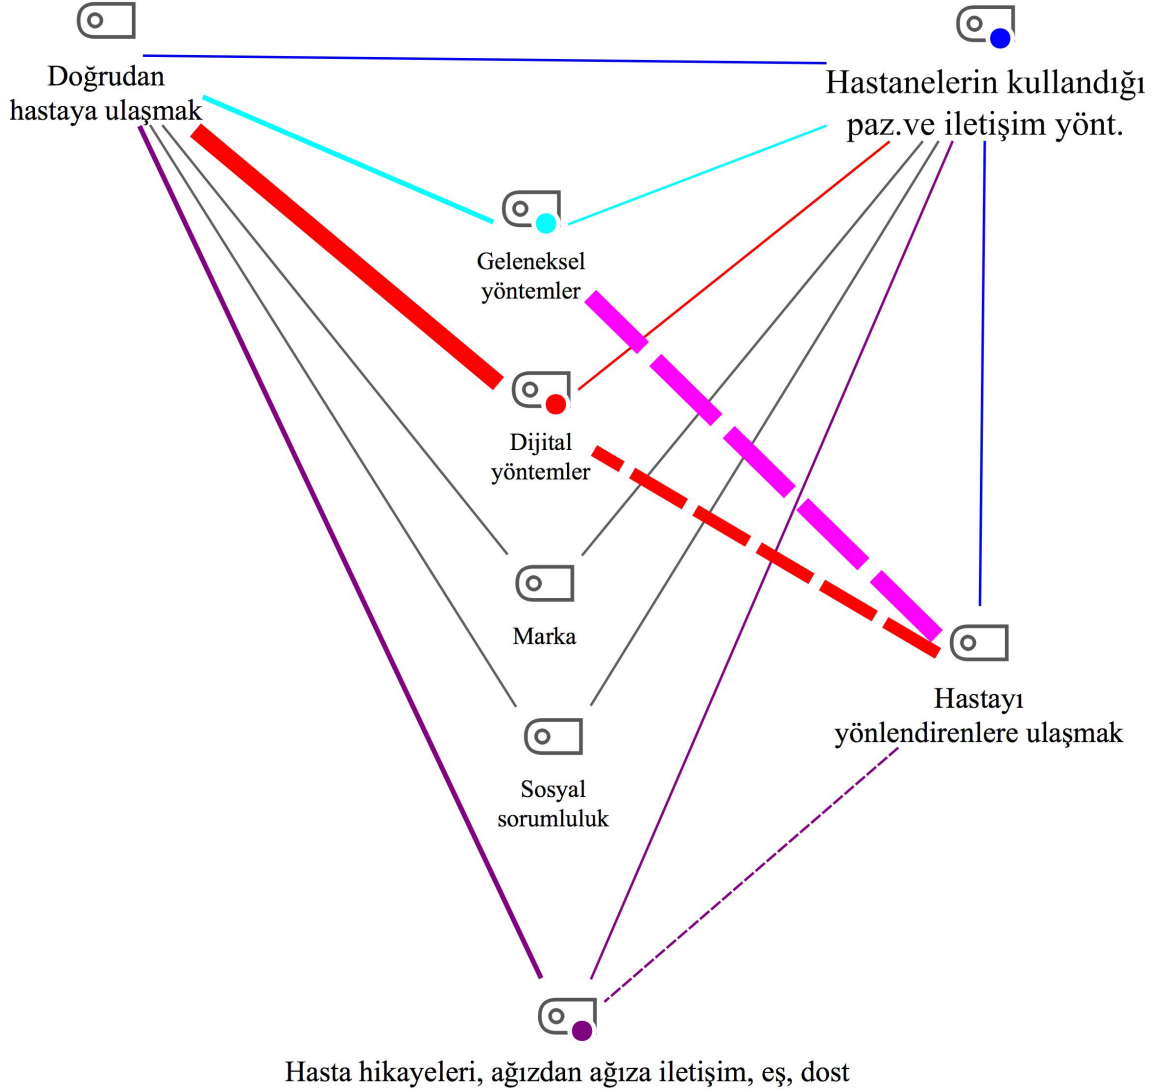 Doğrudan
hastaya ulaşmak
Hastanelerin kullandığı
paz.ve iletişim yönt.
Geleneksel
yöntemler
Dijital
yöntemler
Marka
Hastayı
yönlendirenlere ulaşmak
Sosyal
sorumluluk
Hasta hikayeleri, ağızdan ağıza iletişim, eş, dost